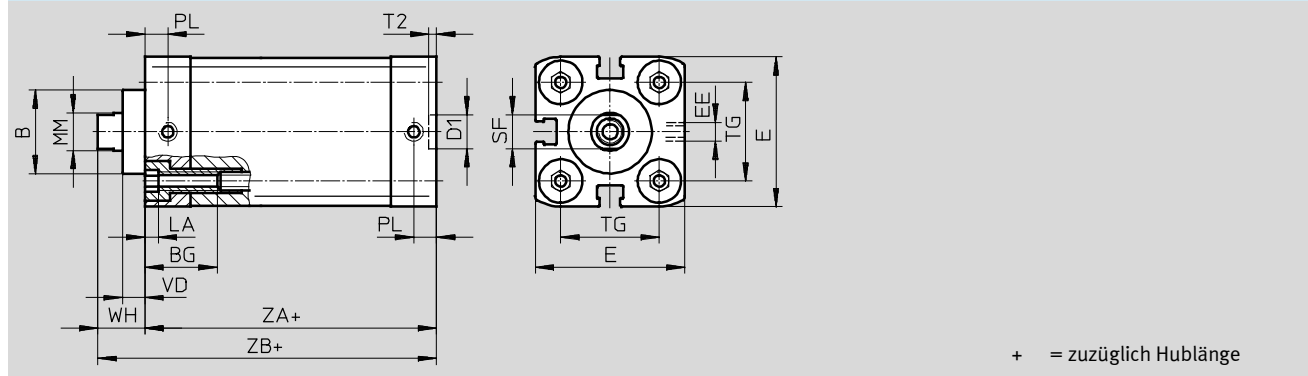 PL
T2
B
MM
D1
SF
EE
TG
E
LA
BG
VD
WH
PL
ZA+
ZB+
TG
E
+ = zuzüglich Hublänge